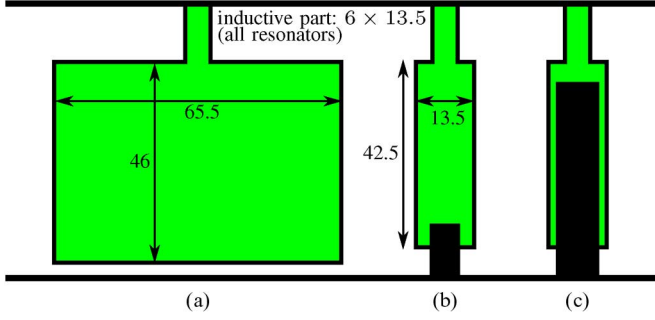 inductive part: 6 × 13.5
(all resonators)
65.5
46
13.5
42.5
(a)
(b)
(c)